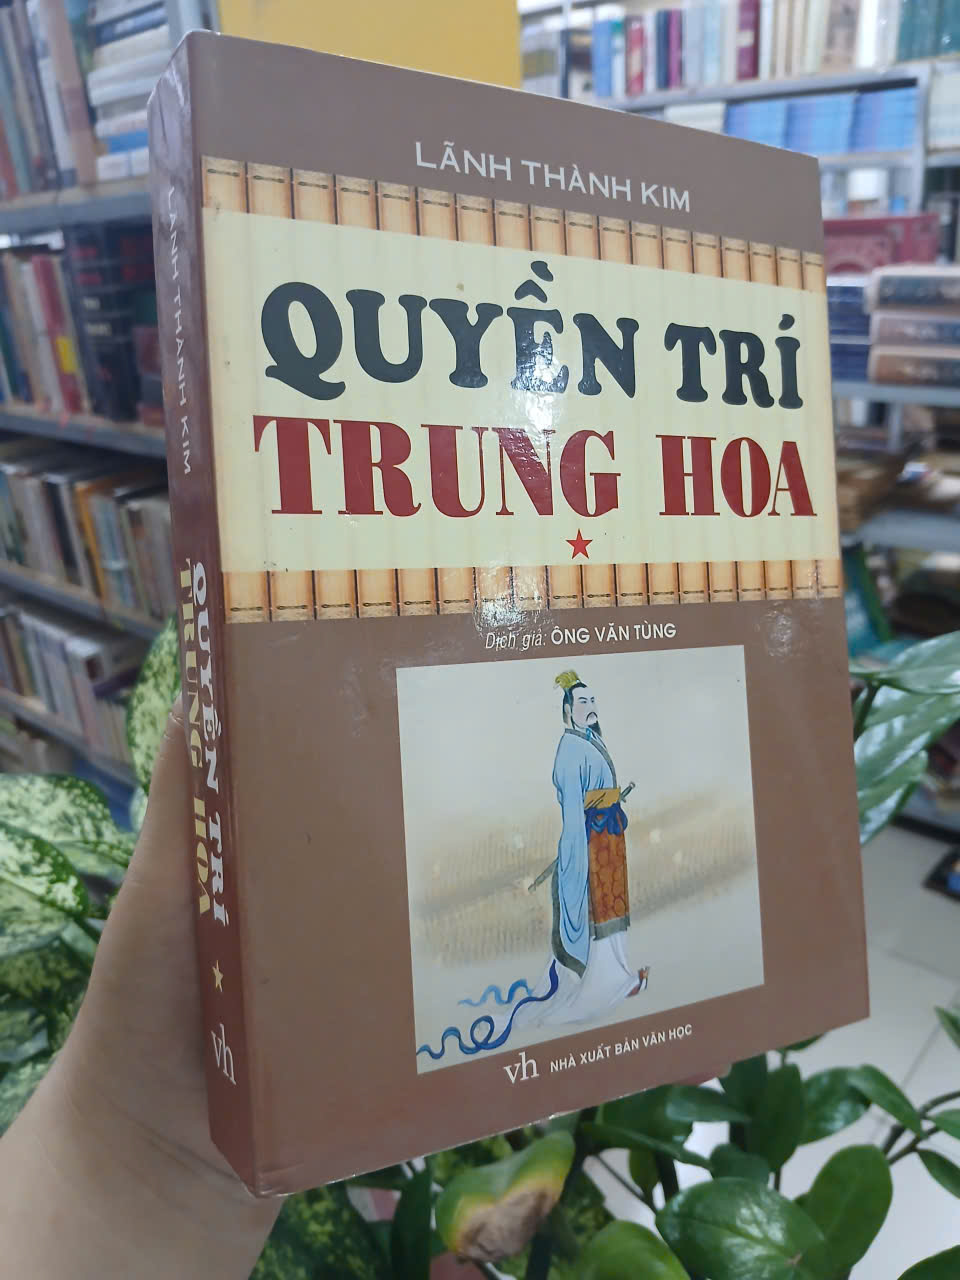 LÃNH THÀNH KIM
QUYỀN TRÍ
TRUNG HOA
Dịch giả: ÔNG VĂN TÙNG
vh NHÀ XUẤT BẢN VĂN HỌC
LÃNH THÀNH KIM
QUYỀN TRÍ
TRUNG HOA
vh